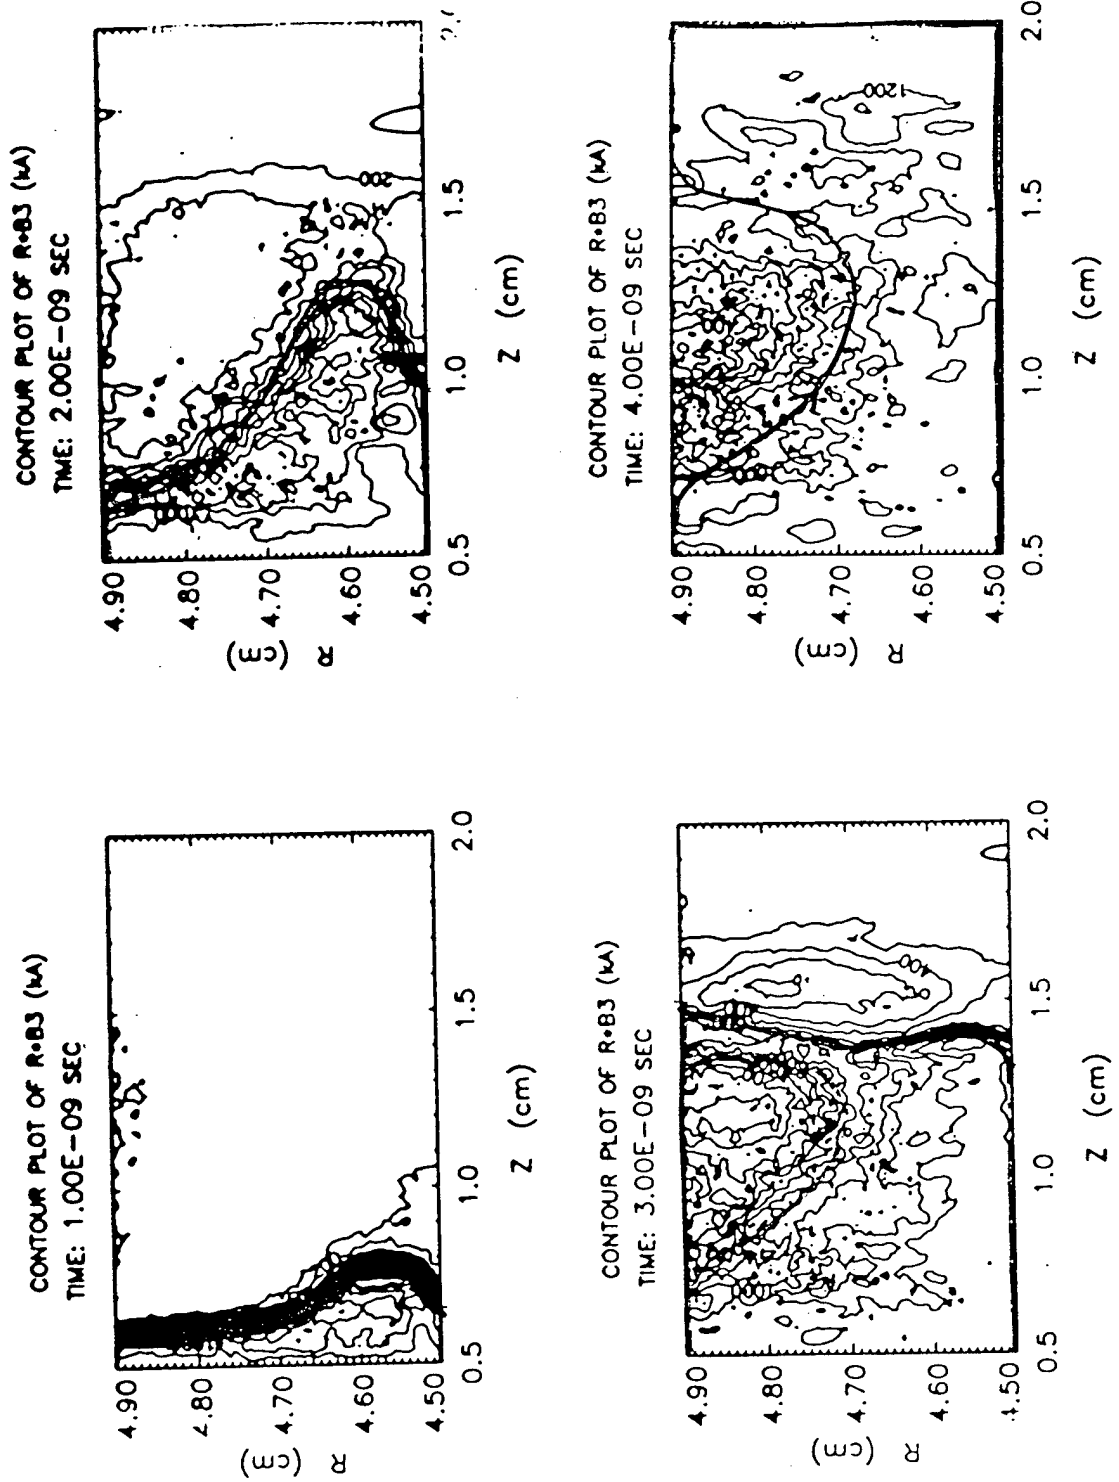 CONTOUR PLOT OF R*B3 (kA)
TIME: 1.00E-09 SEC
4.90
4.80
4.70
4.60
4.50
R (cm)
0.5
1.0
1.5
2.0
Z (cm)
CONTOUR PLOT OF R*B3 (kA)
TIME: 2.00E-09 SEC
4.90
4.80
4.70
4.60
4.50
R (cm)
200
0.5
1.0
1.5
Z (cm)
CONTOUR PLOT OF R*B3 (kA)
TIME: 3.00E-09 SEC
4.90
4.80
4.70
4.60
4.50
R (cm)
400
0.5
1.0
1.5
2.0
Z (cm)
CONTOUR PLOT OF R*B3 (kA)
TIME: 4.00E-09 SEC
4.90
4.80
4.70
4.60
4.50
R (cm)
1200
0.5
1.0
1.5
2.0
Z (cm)